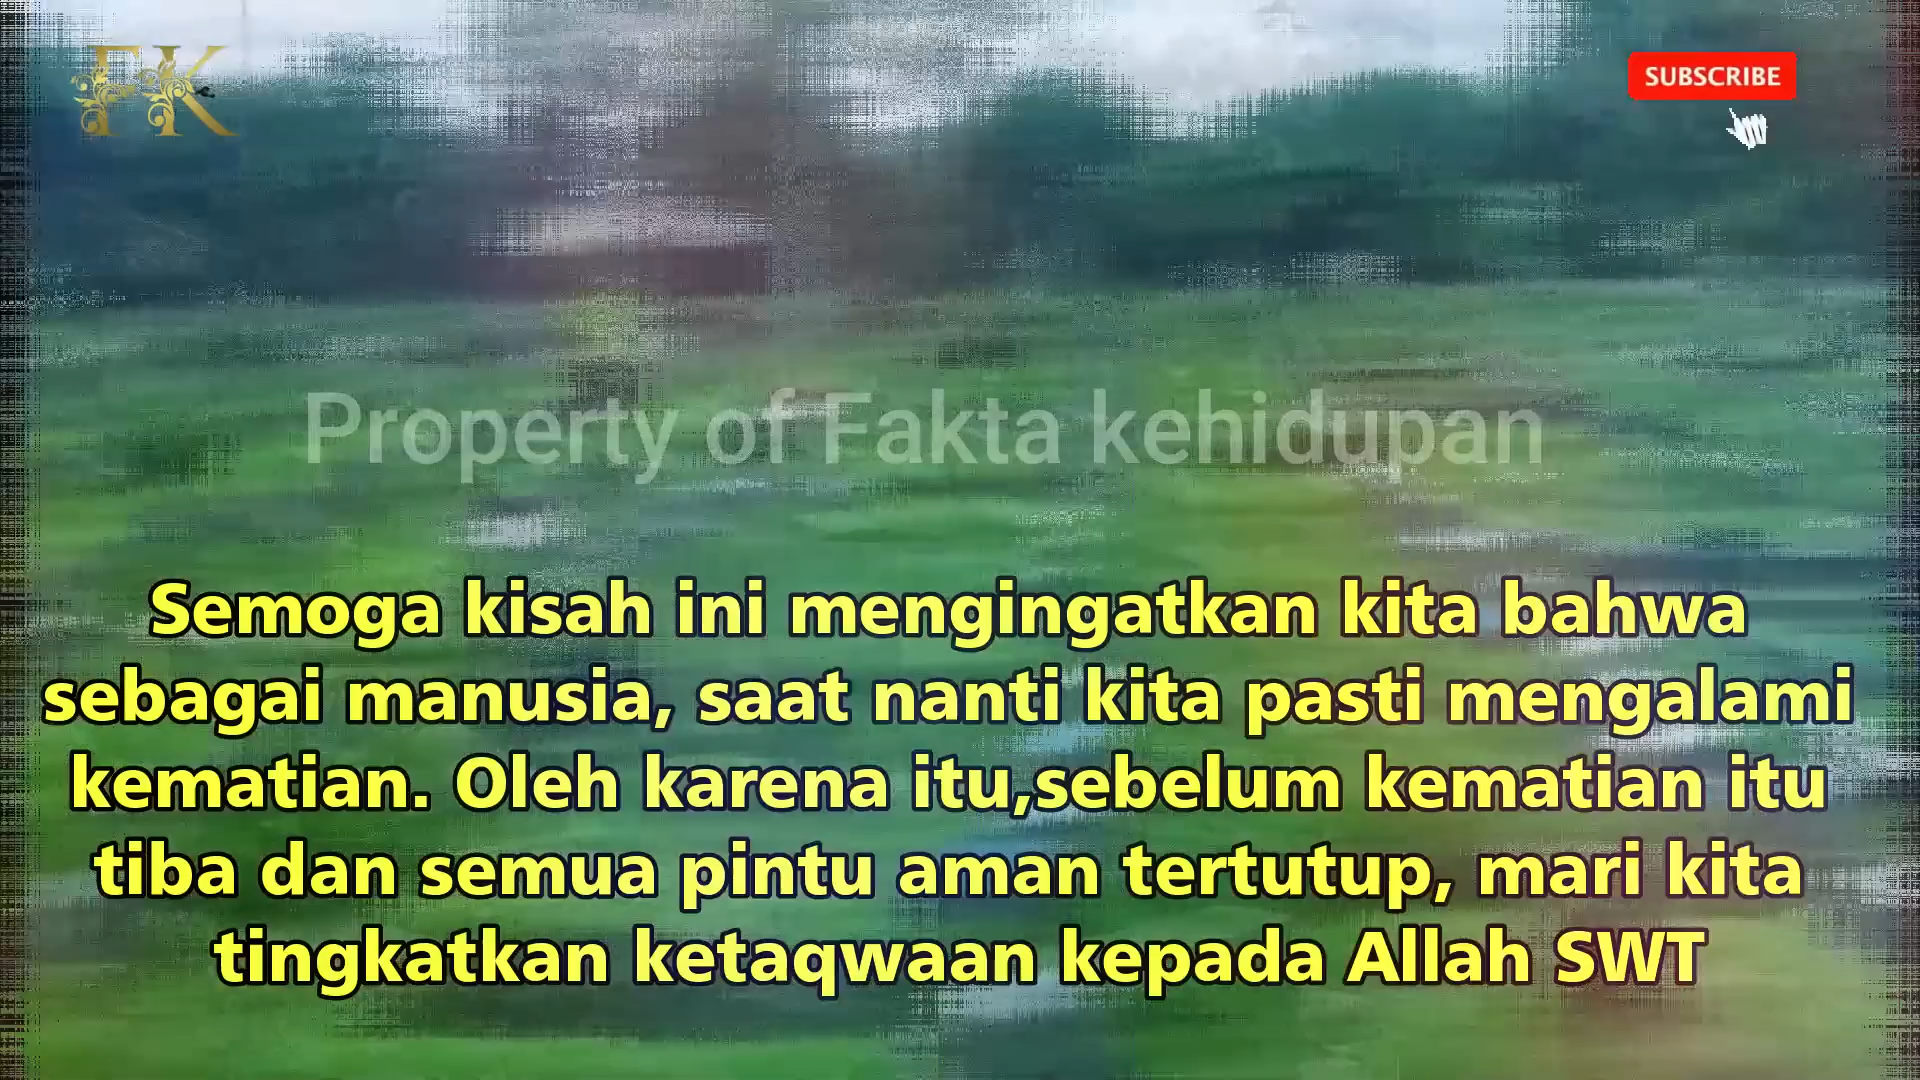 FK
SUBSCRIBE
Property of Fakta kehidupan
Semoga kisah ini mengingatkan kita bahwa
sebagai manusia, saat nanti kita pasti mengalami
kematian. Oleh karena itu,sebelum kematian itu
tiba dan semua pintu aman tertutup, mari kita
tingkatkan ketaqwaan kepada Allah SWT